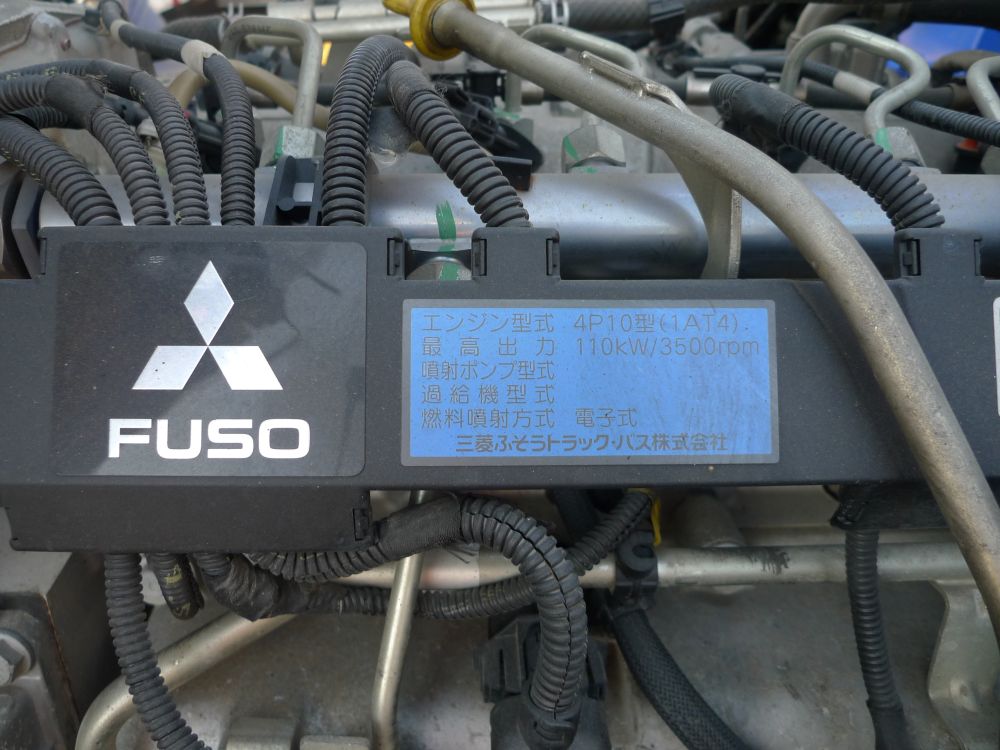 FUSO
エンジン型式 4P10型(1AT4).
最高出力 110kW/3500rpm
噴射ポンプ型式
過給機型式
燃料噴射方式 電子式
三菱ふそうトラック・バス株式会社